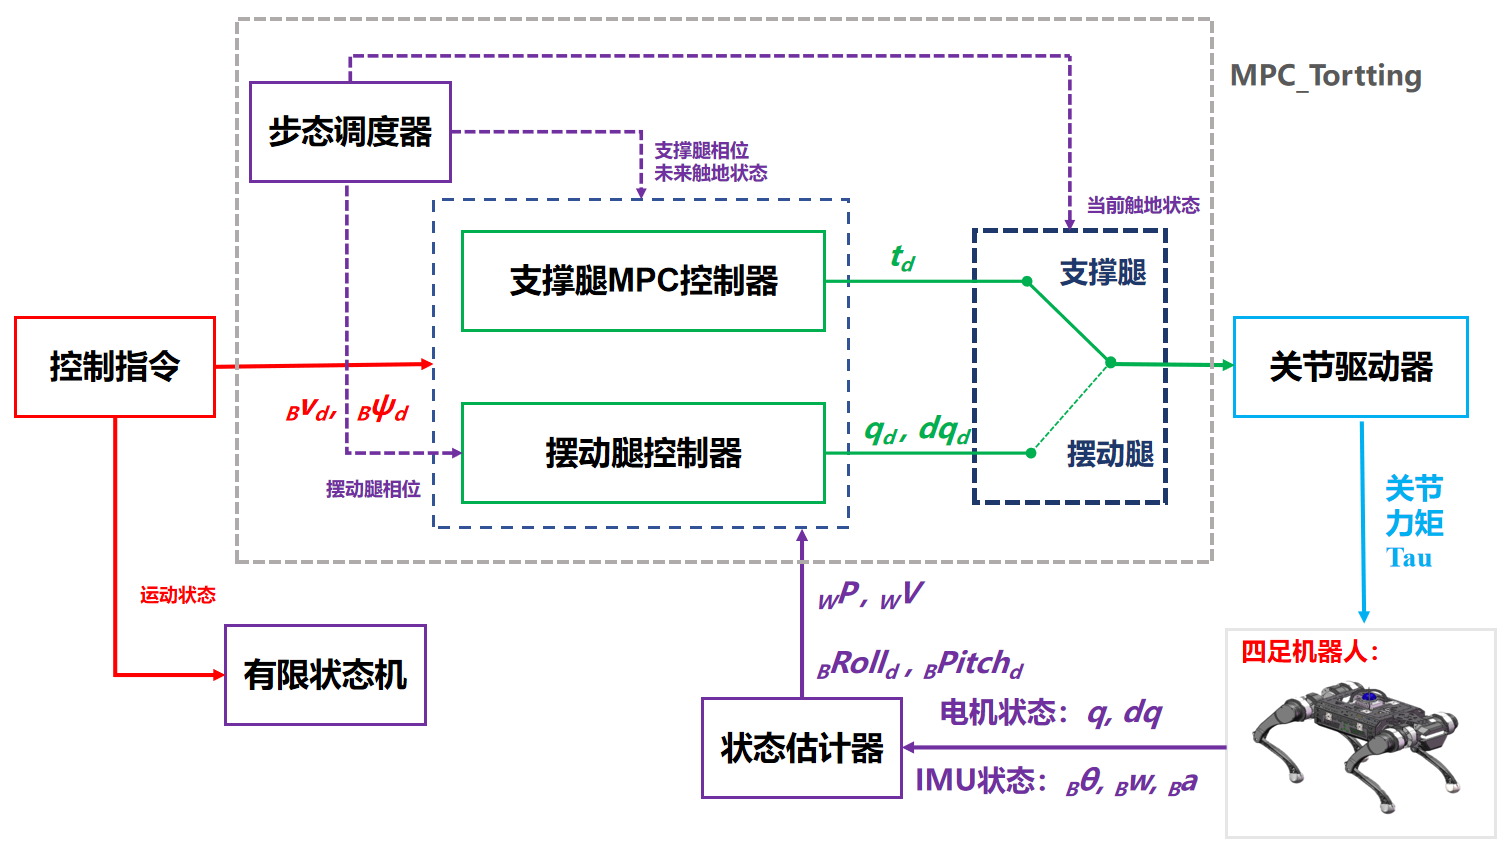 MPC_Tortting
步态调度器
支撑腿相位
未来触地状态
当前触地状态
支撑腿MPC控制器
t_d
支撑腿
控制指令
_Bv_d, _Bψ_d
关节驱动器
摆动腿控制器
q_d, dq_d
摆动腿
摆动腿相位
关节
力矩
Tau
运动状态
_WP, _WV
有限状态机
_BRoll_d, _BPitch_d
四足机器人：
状态估计器
电机状态：q, dq
IMU状态：_Bθ, _Bw, _Ba